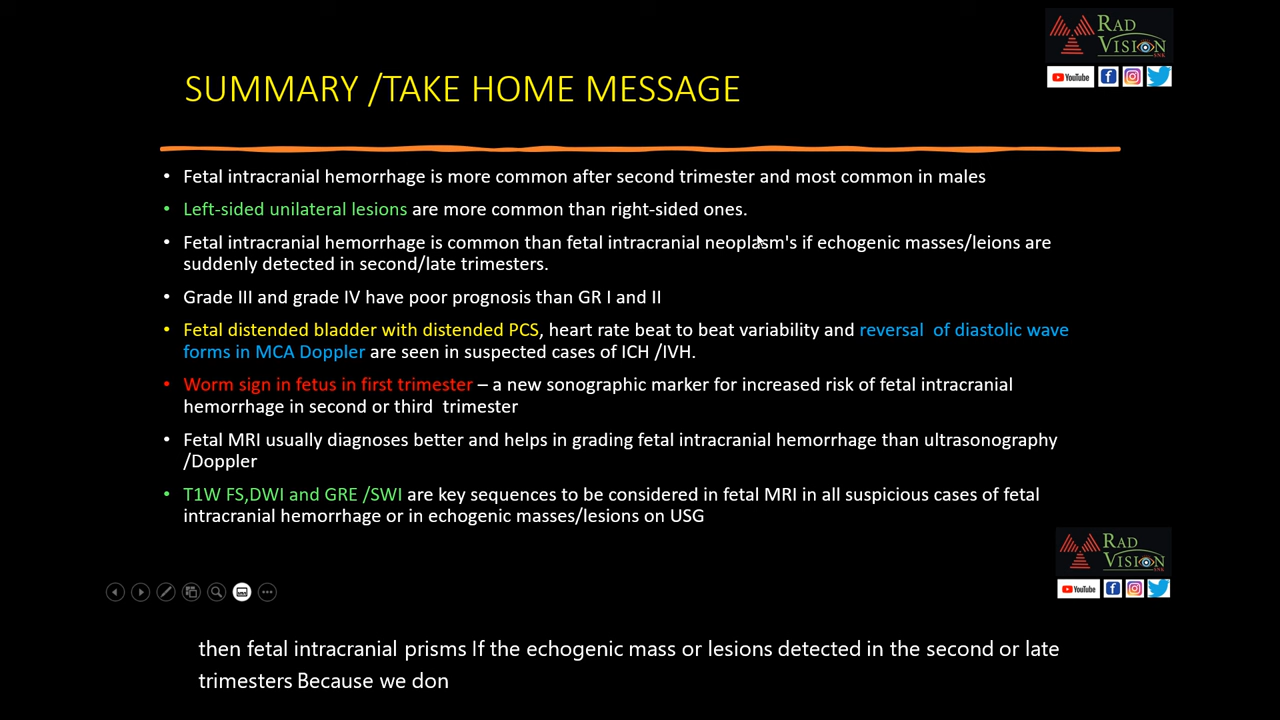 RAD
VISION
SNK
YouTube
SUMMARY /TAKE HOME MESSAGE
• Fetal intracranial hemorrhage is more common after second trimester and most common in males
• Left-sided unilateral lesions are more common than right-sided ones.
• Fetal intracranial hemorrhage is common than fetal intracranial neoplasm's if echogenic masses/leions are
suddenly detected in second/late trimesters.
• Grade III and grade IV have poor prognosis than GR I and II
• Fetal distended bladder with distended PCS, heart rate beat to beat variability and reversal of diastolic wave
forms in MCA Doppler are seen in suspected cases of ICH /IVH.
• Worm sign in fetus in first trimester – a new sonographic marker for increased risk of fetal intracranial
hemorrhage in second or third trimester
• Fetal MRI usually diagnoses better and helps in grading fetal intracranial hemorrhage than ultrasonography
/Doppler
• T1W FS,DWI and GRE /SWI are key sequences to be considered in fetal MRI in all suspicious cases of fetal
intracranial hemorrhage or in echogenic masses/lesions on USG
RAD
VISION
SNK
YouTube
then fetal intracranial prisms If the echogenic mass or lesions detected in the second or late
trimesters Because we don